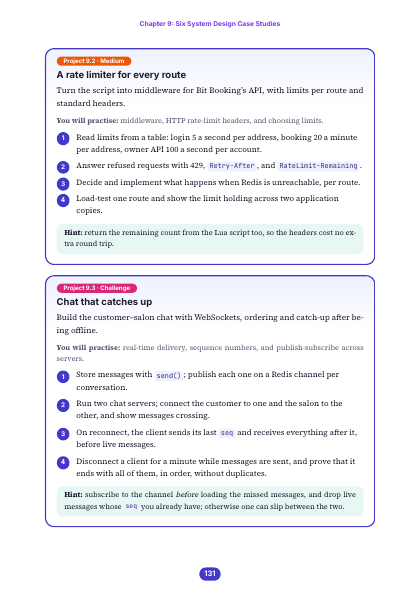 Chapter 9: Six System Design Case Studies
Project 9.2 · Medium
A rate limiter for every route
Turn the script into middleware for Bit Booking's API, with limits per route and
standard headers.
You will practise: middleware, HTTP rate-limit headers, and choosing limits.
1 Read limits from a table: login 5 a second per address, booking 20 a minute
per address, owner API 100 a second per account.
2 Answer refused requests with 429, Retry-After, and RateLimit-Remaining.
3 Decide and implement what happens when Redis is unreachable, per route.
4 Load-test one route and show the limit holding across two application
copies.
Hint: return the remaining count from the Lua script too, so the headers cost no ex-
tra round trip.
Project 9.3 · Challenge
Chat that catches up
Build the customer–salon chat with WebSockets, ordering and catch-up after be-
ing offline.
You will practise: real-time delivery, sequence numbers, and publish-subscribe across
servers.
1 Store messages with send(); publish each one on a Redis channel per
conversation.
2 Run two chat servers; connect the customer to one and the salon to the
other, and show messages crossing.
3 On reconnect, the client sends its last seq and receives everything after it,
before live messages.
4 Disconnect a client for a minute while messages are sent, and prove that it
ends with all of them, in order, without duplicates.
Hint: subscribe to the channel before loading the missed messages, and drop live
messages whose seq you already have; otherwise one can slip between the two.
131